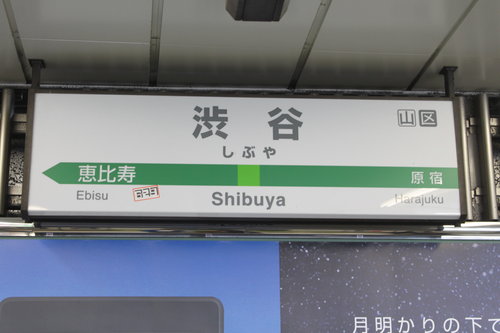 渋谷
山 区
しぶや
恵比寿
原宿
Ebisu
Shibuya
Harajuku
月明かりの下で